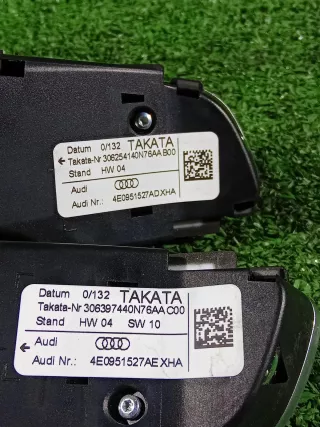 Datum 0/132 TAKATA
← Takata-Nr 306254140N76AA B00
Stand HW 04
Audi
Audi Nr.: 4E0951527AD.XHA
Datum 0/132 TAKATA
Takata-Nr 306397440N76AA C00
Stand HW 04 SW 10
← Audi
Audi Nr.: 4E0951527AE.XHA